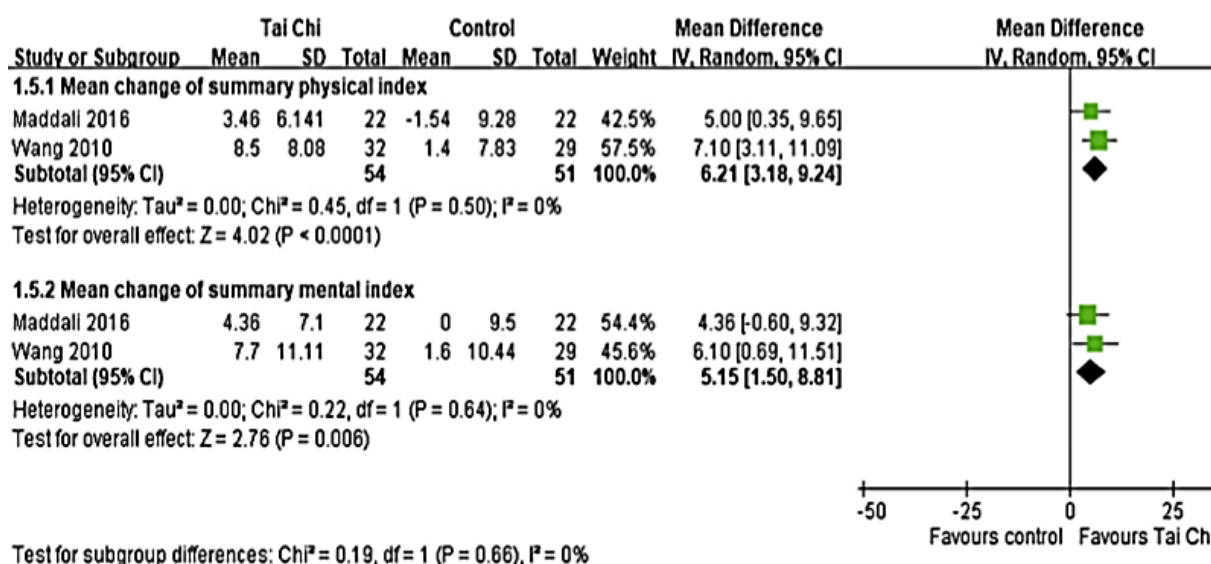 Tai Chi Control Mean Difference Mean Difference
Study or Subgroup Mean SD Total Mean SD Total Weight IV, Random, 95% CI IV, Random, 95% CI
1.5.1 Mean change of summary physical index
Maddali 2016 3.46 6.141 22 -1.54 9.28 22 42.5% 5.00 [0.35, 9.65]
Wang 2010 8.5 8.08 32 1.4 7.83 29 57.5% 7.10 [3.11, 11.09]
Subtotal (95% CI) 54 51 100.0% 6.21 [3.18, 9.24]
Heterogeneity: Tau² = 0.00; Chi² = 0.45, df = 1 (P = 0.50); I² = 0%
Test for overall effect: Z = 4.02 (P < 0.0001)
1.5.2 Mean change of summary mental index
Maddali 2016 4.36 7.1 22 0 9.5 22 54.4% 4.36 [-0.60, 9.32]
Wang 2010 7.7 11.11 32 1.6 10.44 29 45.6% 6.10 [0.69, 11.51]
Subtotal (95% CI) 54 51 100.0% 5.15 [1.50, 8.81]
Heterogeneity: Tau² = 0.00; Chi² = 0.22, df = 1 (P = 0.64); I² = 0%
Test for overall effect: Z = 2.76 (P = 0.006)
-50 -25 0 25
Favours control Favours Tai Ch
Test for subgroup differences: Chi² = 0.19, df = 1 (P = 0.66), I² = 0%